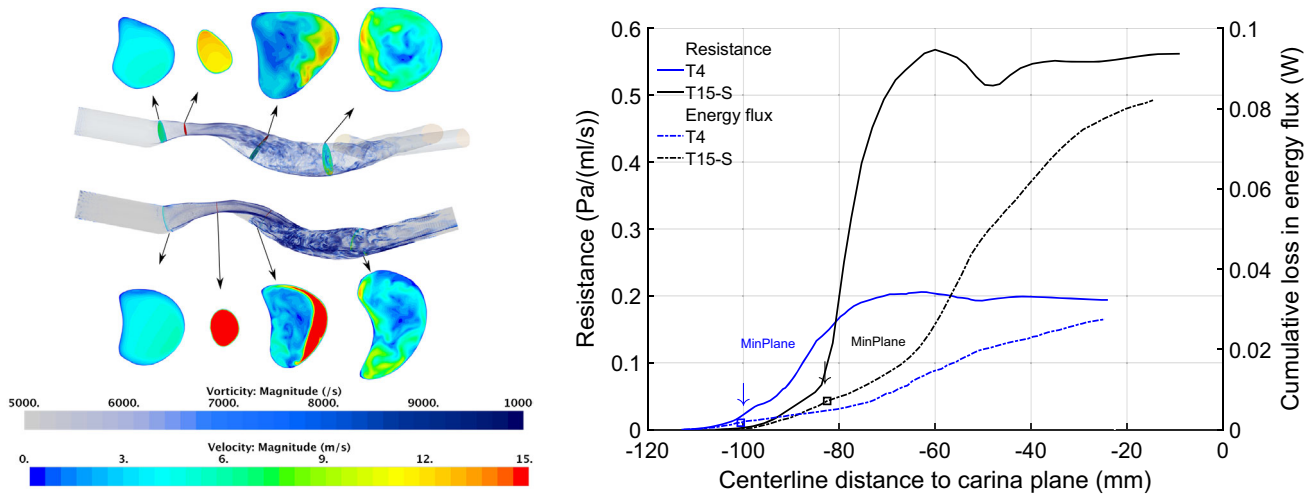 Vorticity: Magnitude (/s)
5000. 6000. 7000. 8000. 9000. 1000
Velocity: Magnitude (m/s)
0. 3. 6. 9. 12. 15.
Resistance (Pa/(ml/s))
0.6
0.5
0.4
0.3
0.2
0.1
0
Resistance
T4
T15-S
Energy flux
T4
T15-S
MinPlane
MinPlane
0.1
0.08
0.06
0.04
0.02
0
Cumulative loss in energy flux (W)
-120 -100 -80 -60 -40 -20 0
Centerline distance to carina plane (mm)